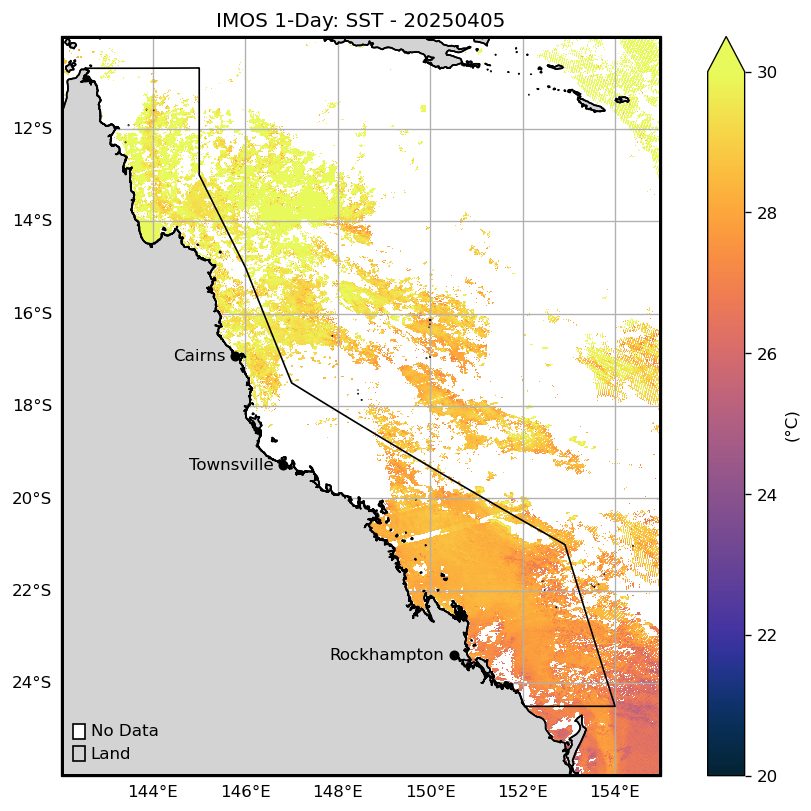 IMOS 1-Day: SST - 20250405
12°S
14°S
16°S
18°S
20°S
22°S
24°S
Cairns
Townsville
Rockhampton
No Data
Land
144°E 146°E 148°E 150°E 152°E 154°E
30
28
26
24
22
20
(°C)